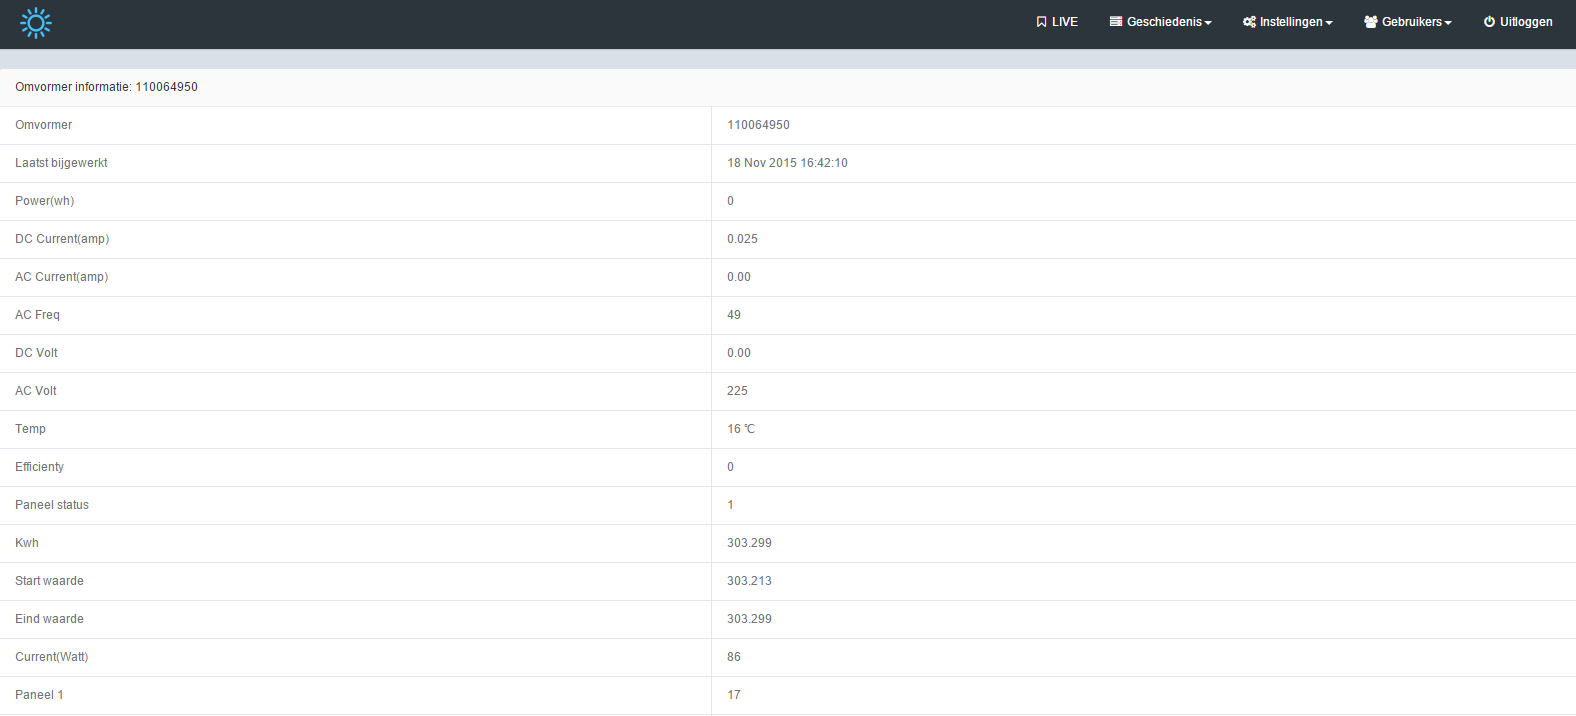 LIVE Geschiedenis Instellingen Gebruikers Uitloggen
Omvormer informatie: 110064950
Omvormer 110064950
Laatst bijgewerkt 18 Nov 2015 16:42:10
Power(wh) 0
DC Current(amp) 0.025
AC Current(amp) 0.00
AC Freq 49
DC Volt 0.00
AC Volt 225
Temp 16 ℃
Efficienty 0
Paneel status 1
Kwh 303.299
Start waarde 303.213
Eind waarde 303.299
Current(Watt) 86
Paneel 1 17